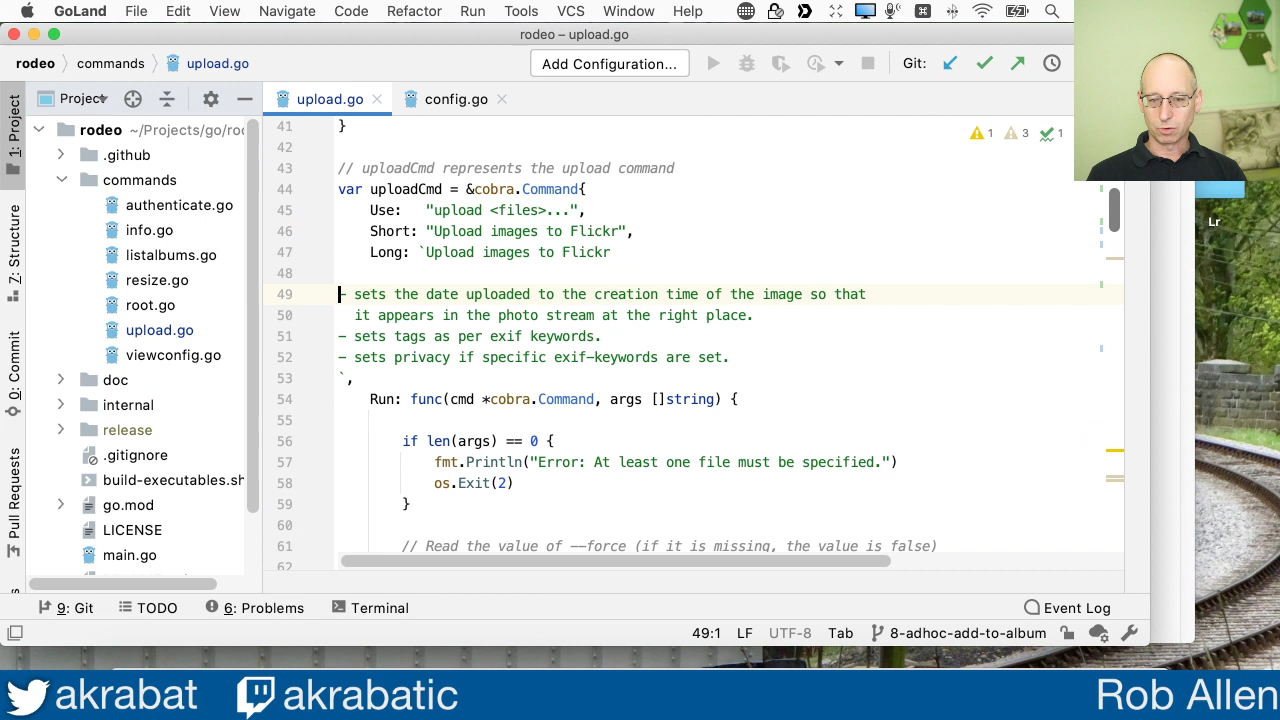 GoLand File Edit View Navigate Code Refactor Run Tools VCS Window Help
rodeo – upload.go
rodeo commands upload.go Add Configuration... Git:
1: Project
Project
upload.go config.go
rodeo ~/Projects/go/roc
.github
commands
authenticate.go
info.go
listalbums.go
resize.go
root.go
upload.go
viewconfig.go
doc
internal
release
.gitignore
build-executables.sh
go.mod
LICENSE
main.go
Z: Structure
0: Commit
Pull Requests
1 3 1
41 }
42
43 // uploadCmd represents the upload command
44 var uploadCmd = &cobra.Command{
45 Use: "upload <files>...",
46 Short: "Upload images to Flickr",
47 Long: `Upload images to Flickr
48
49 - sets the date uploaded to the creation time of the image so that
50 it appears in the photo stream at the right place.
51 - sets tags as per exif keywords.
52 - sets privacy if specific exif-keywords are set.
53 `,
54 Run: func(cmd *cobra.Command, args []string) {
55
56 if len(args) == 0 {
57 fmt.Println("Error: At least one file must be specified.")
58 os.Exit(2)
59 }
60
61 // Read the value of --force (if it is missing, the value is false)
62
Lr
9: Git TODO 6: Problems Terminal Event Log
49:1 LF UTF-8 Tab 8-adhoc-add-to-album
akrabat akrabatic Rob Allen